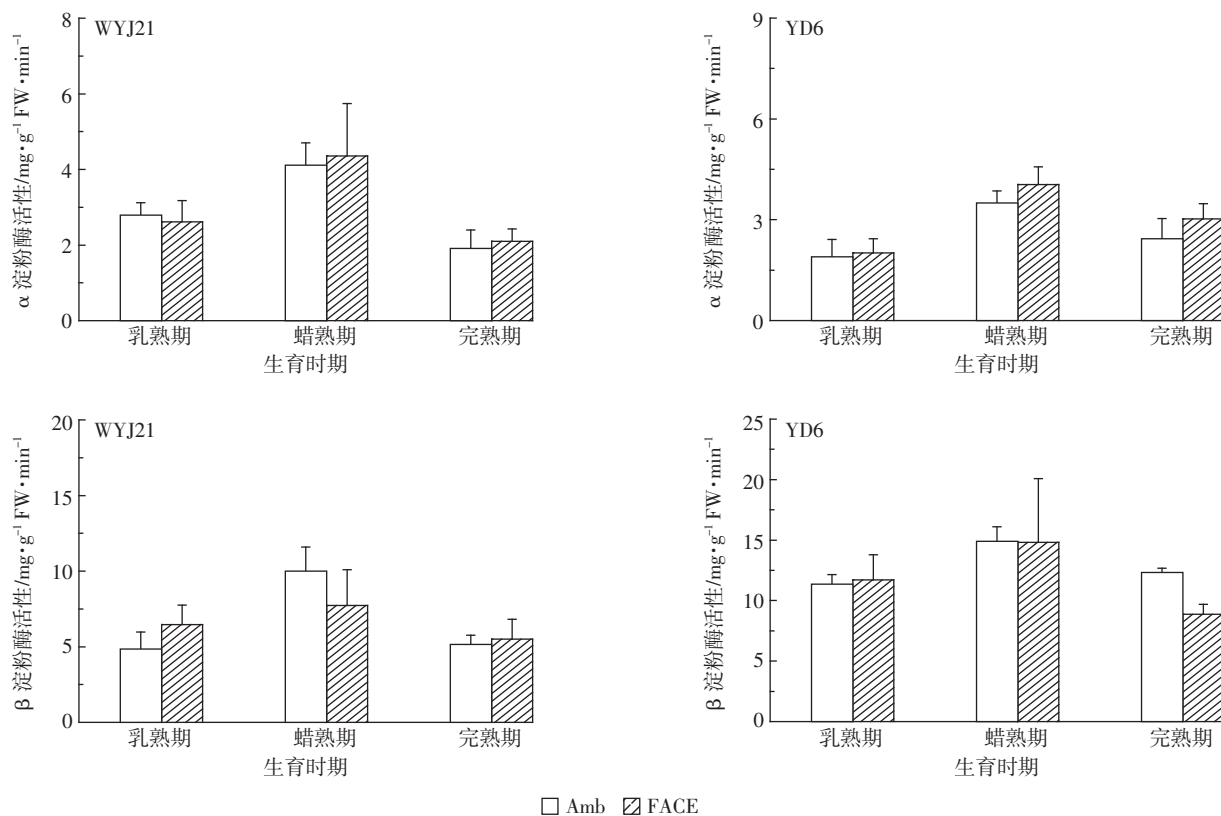 WYJ21
α 淀粉酶活性/mg·g⁻¹ FW·min⁻¹
8
6
4
2
0
乳熟期 蜡熟期 完熟期
生育时期
YD6
α 淀粉酶活性/mg·g⁻¹ FW·min⁻¹
9
6
3
0
乳熟期 蜡熟期 完熟期
生育时期
WYJ21
β 淀粉酶活性/mg·g⁻¹ FW·min⁻¹
20
15
10
5
0
乳熟期 蜡熟期 完熟期
生育时期
YD6
β 淀粉酶活性/mg·g⁻¹ FW·min⁻¹
25
20
15
10
5
0
乳熟期 蜡熟期 完熟期
生育时期
Amb FACE